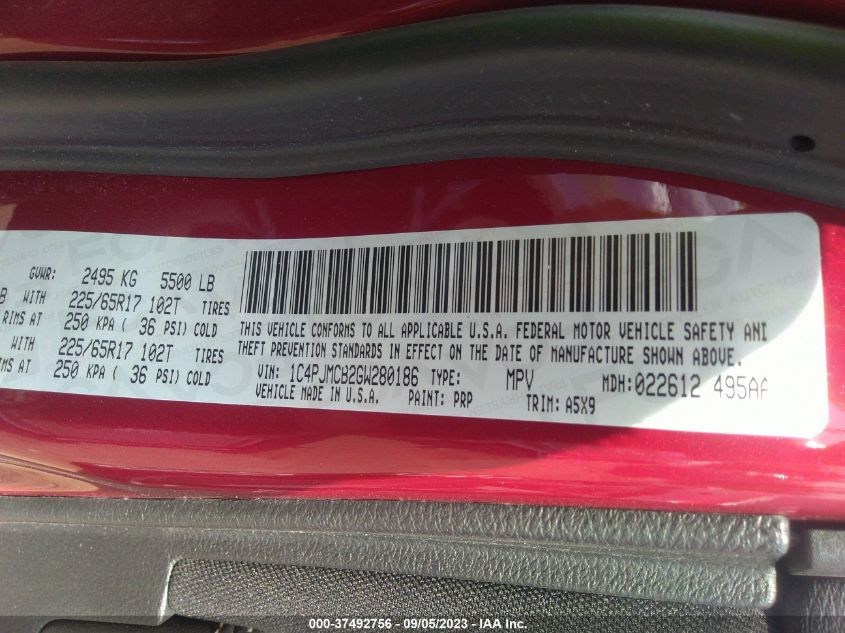 GVWR: 2495 KG 5500 LB
B WITH 225/65R17 102T TIRES
RIMS AT 250 KPA ( 36 PSI) COLD
WITH 225/65R17 102T TIRES
MS AT 250 KPA ( 36 PSI) COLD
THIS VEHICLE CONFORMS TO ALL APPLICABLE U.S.A. FEDERAL MOTOR VEHICLE SAFETY AND
THEFT PREVENTION STANDARDS IN EFFECT ON THE DATE OF MANUFACTURE SHOWN ABOVE.
VIN: 1C4PJMCB2GW280186 TYPE: MPV MDH:022612 495AA
VEHICLE MADE IN U.S.A. PAINT: PRP TRIM: A5X9
000-37492756 - 09/05/2023 - IAA Inc.